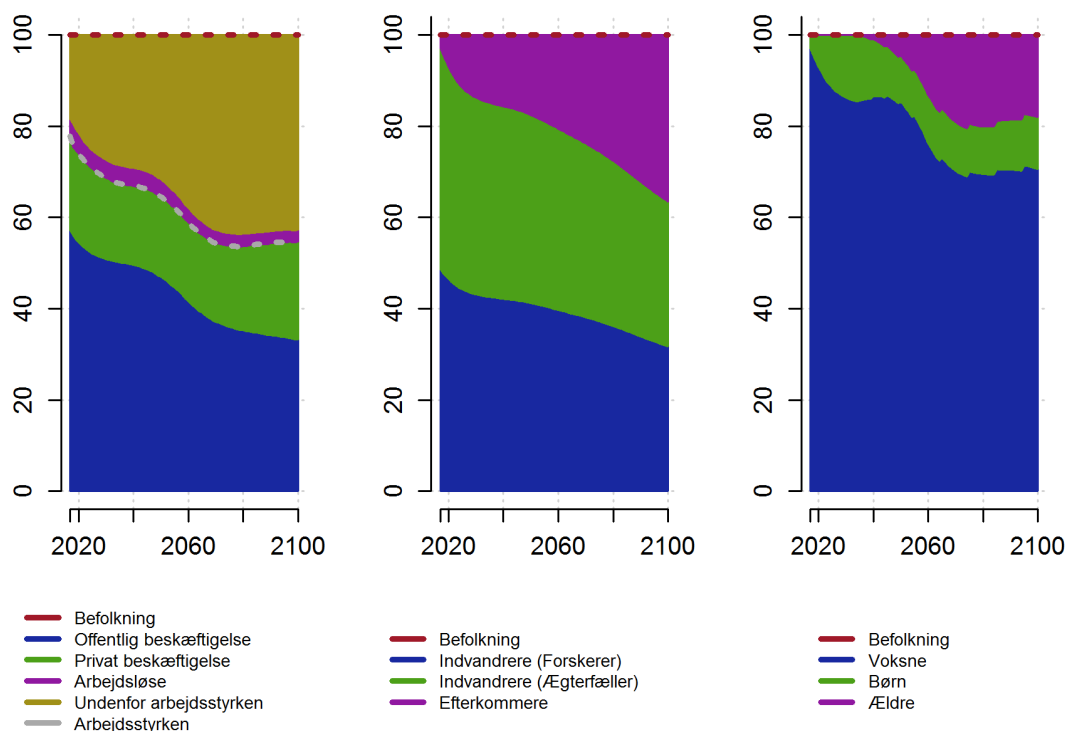 0
20
40
60
80
100
2020
2060
2100
0
20
40
60
80
100
2020
2060
2100
0
20
40
60
80
100
2020
2060
2100
Befolkning
Offentlig beskæftigelse
Privat beskæftigelse
Arbejdsløse
Undenfor arbejdsstyrken
Arbejdsstyrken
Befolkning
Indvandrere (Forskerer)
Indvandrere (Ægterfæller)
Efterkommere
Befolkning
Voksne
Børn
Ældre